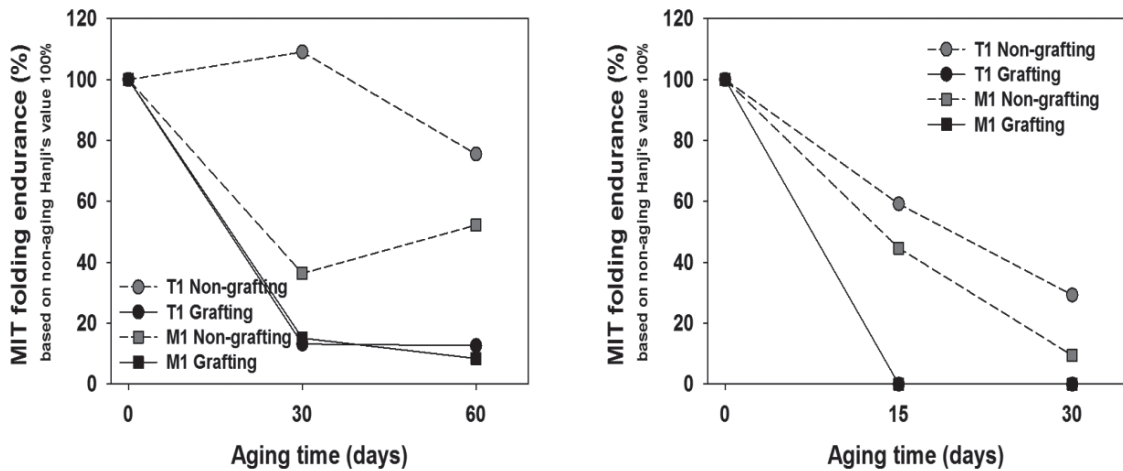 MIT folding endurance (%)
based on non-aging Hanji's value 100%
120
100
80
60
40
20
0
T1 Non-grafting
T1 Grafting
M1 Non-grafting
M1 Grafting
0 30 60
Aging time (days)
MIT folding endurance (%)
based on non-aging Hanji's value 100%
120
100
80
60
40
20
0
T1 Non-grafting
T1 Grafting
M1 Non-grafting
M1 Grafting
0 15 30
Aging time (days)